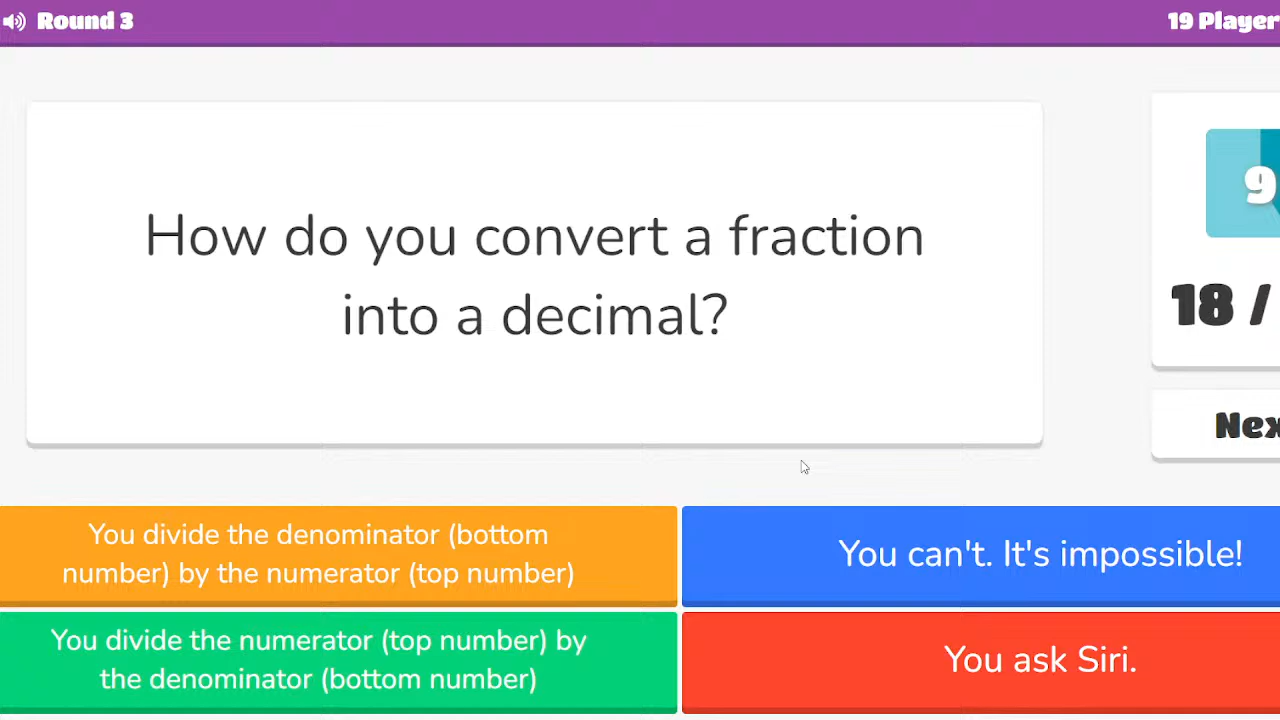 Round 3
19 Player
How do you convert a fraction
into a decimal?
9
18 /
Nex
You divide the denominator (bottom
number) by the numerator (top number)
You can't. It's impossible!
You divide the numerator (top number) by
the denominator (bottom number)
You ask Siri.